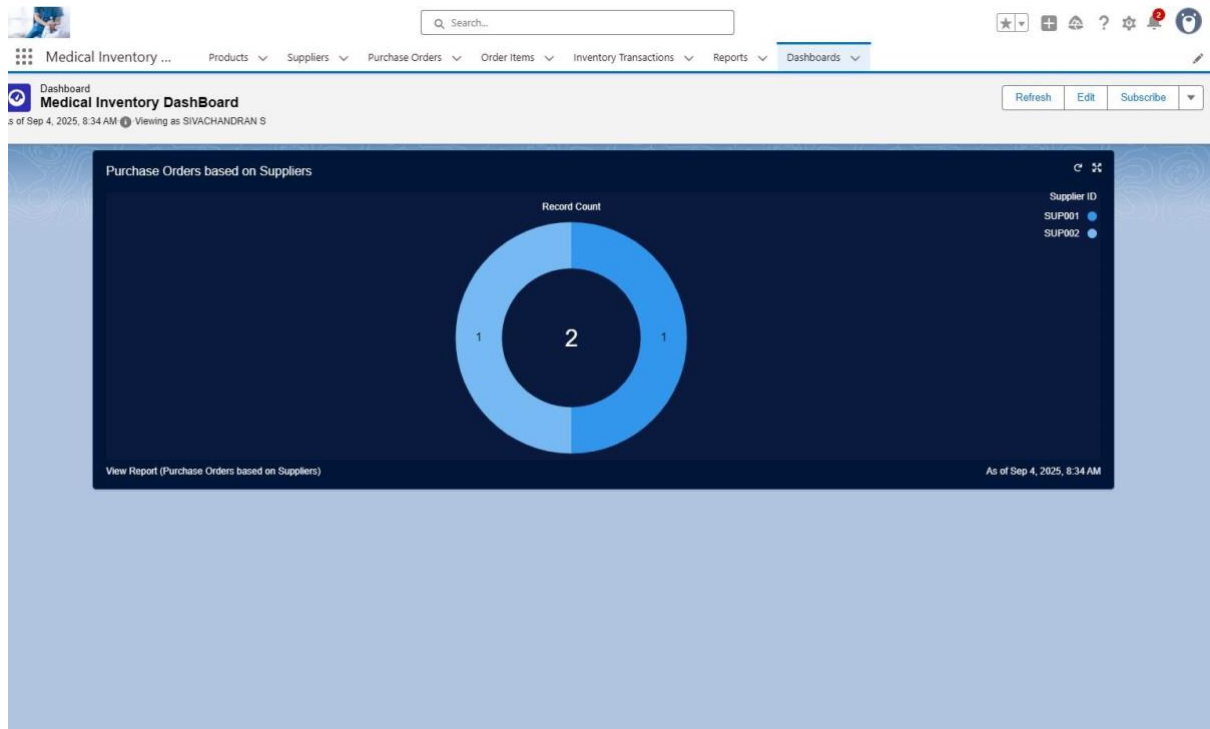 Search...
2
Medical Inventory ... Products Suppliers Purchase Orders Order Items Inventory Transactions Reports Dashboards
Dashboard
Medical Inventory DashBoard
s of Sep 4, 2025, 8:34 AM Viewing as SIVACHANDRAN S
Refresh Edit Subscribe
Purchase Orders based on Suppliers
Record Count
Supplier ID
SUP001
SUP002
1 2 1
View Report (Purchase Orders based on Suppliers) As of Sep 4, 2025, 8:34 AM